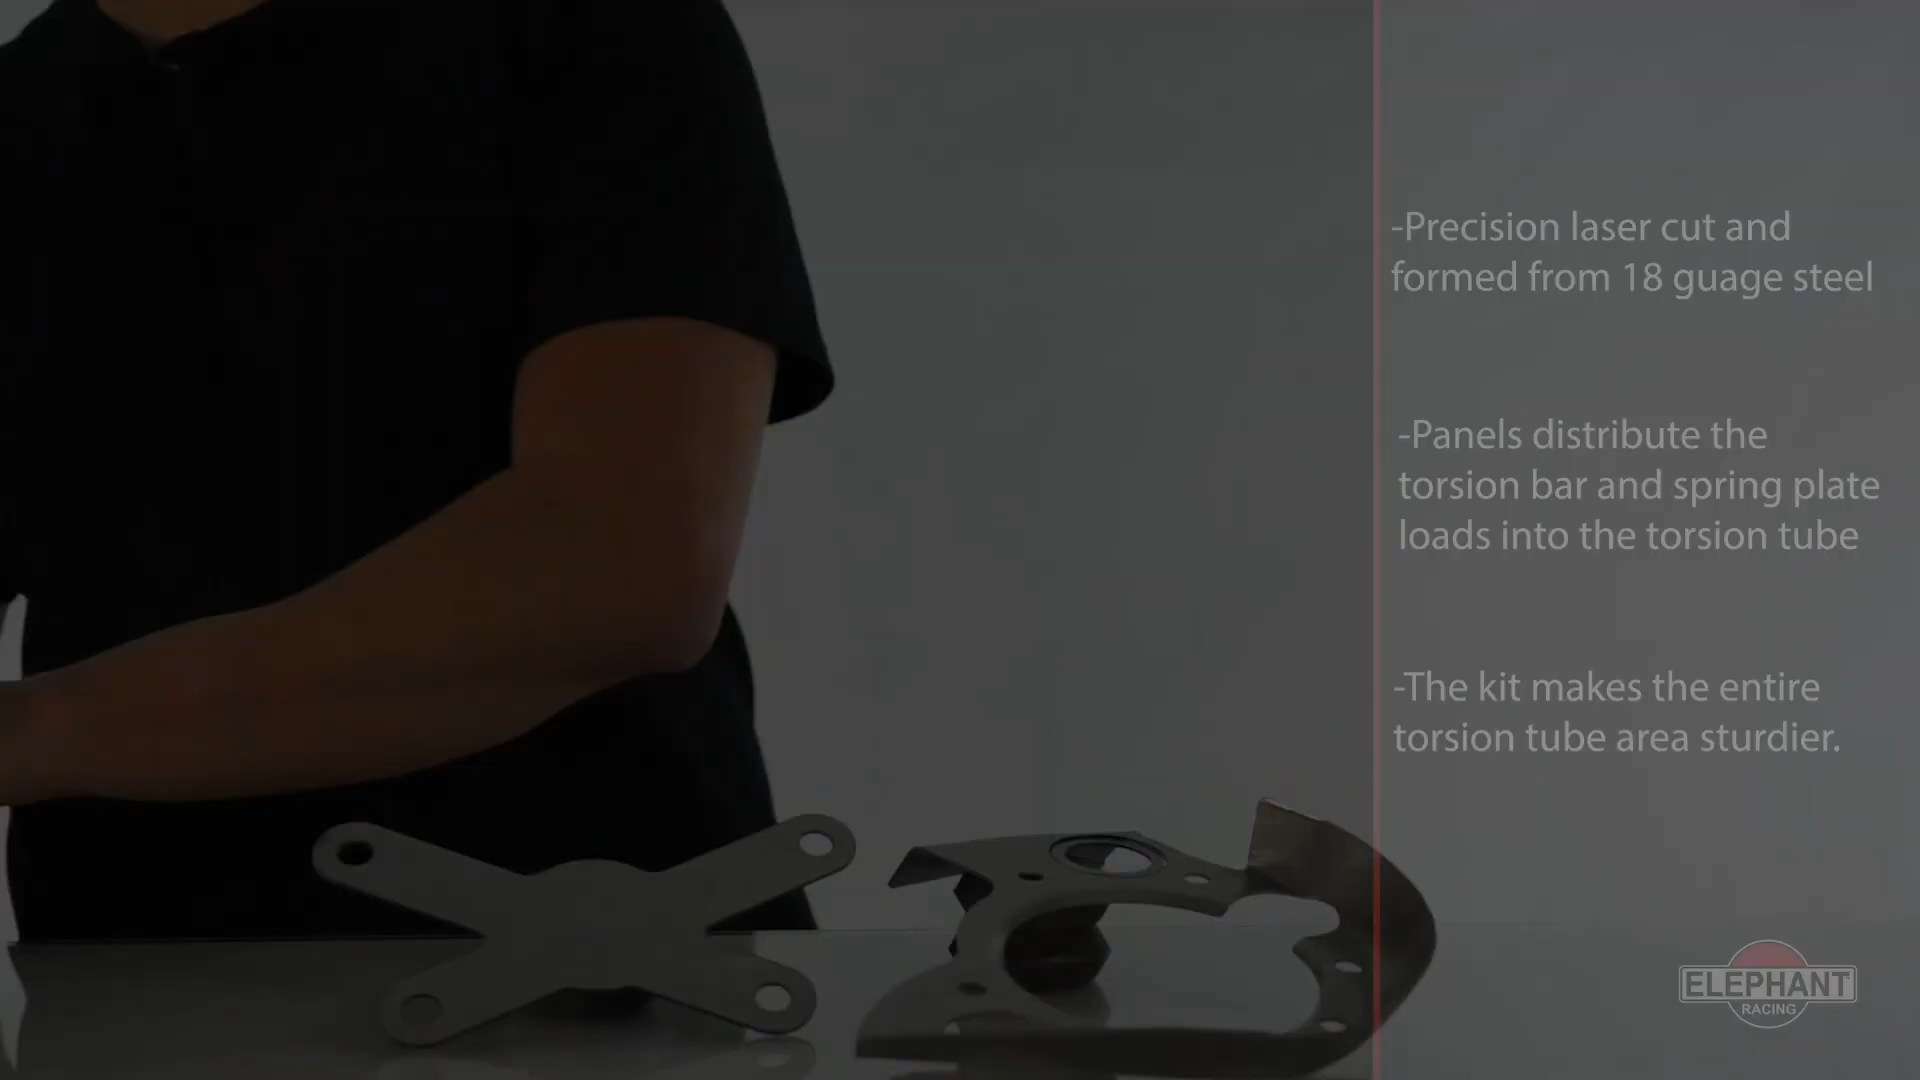 -Precision laser cut and
formed from 18 guage steel
-Panels distribute the
torsion bar and spring plate
loads into the torsion tube
-The kit makes the entire
torsion tube area sturdier.
ELEPHANT
RACING